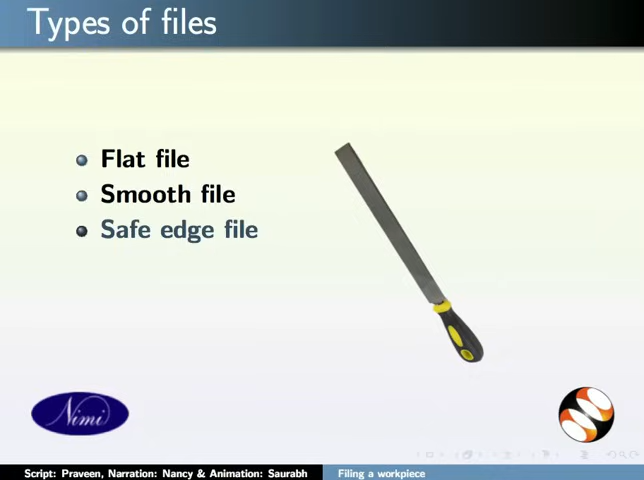 Types of files
Flat file
Smooth file
Safe edge file
Nimi
Script: Praveen, Narration: Nancy & Animation: Saurabh
Filing a workpiece